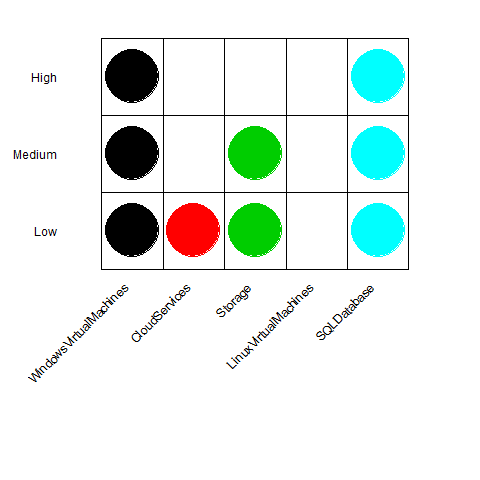 High
Medium
Low
WindowsVirtualMachines
CloudServices
Storage
LinuxVirtualMachines
SQLDatabase